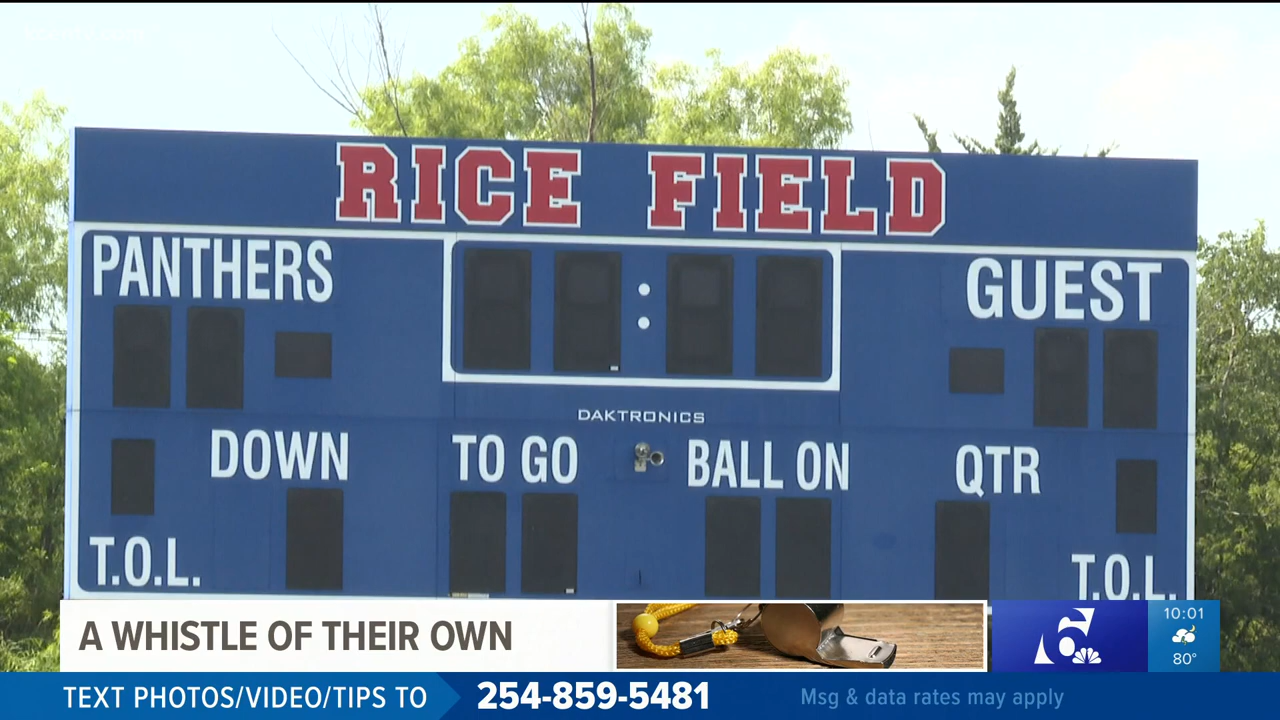 RICE FIELD
PANTHERS
:
GUEST
DAKTRONICS
DOWN
TO GO
BALL ON
QTR
T.O.L.
T.O.L.
A WHISTLE OF THEIR OWN
6
10:01
80°
TEXT PHOTOS/VIDEO/TIPS TO
254-859-5481
Msg & data rates may apply